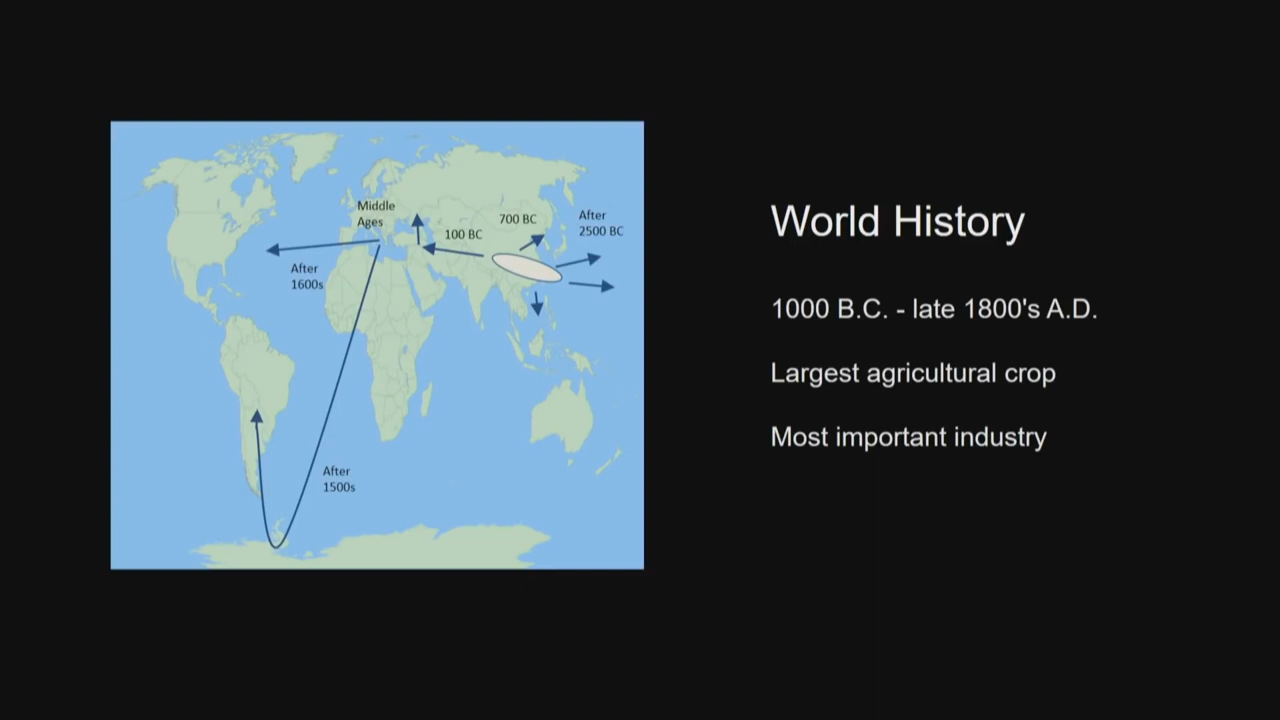 Middle
Ages
700 BC
After
2500 BC
100 BC
After
1600s
After
1500s
World History
1000 B.C. - late 1800's A.D.
Largest agricultural crop
Most important industry